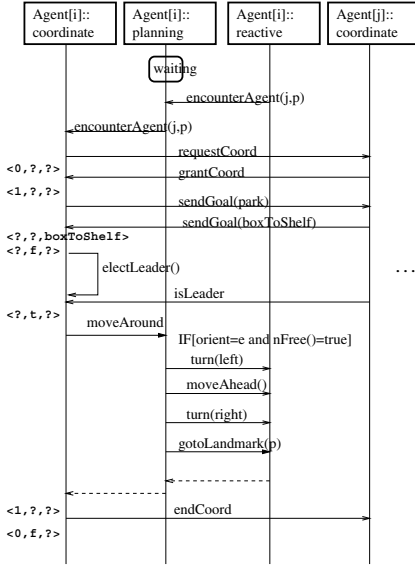 Agent[i]::
coordinate
Agent[i]::
planning
Agent[i]::
reactive
Agent[j]::
coordinate
waiting
encounterAgent(j,p)
encounterAgent(j,p)
requestCoord
<0,?,?>
grantCoord
<1,?,?>
sendGoal(park)
sendGoal(boxToShelf)
<?,?,boxToShelf>
<?,f,?>
electLeader()
...
isLeader
<?,t,?>
moveAround
IF[orient=e and nFree()=true]
turn(left)
moveAhead()
turn(right)
gotoLandmark(p)
<1,?,?>
endCoord
<0,f,?>